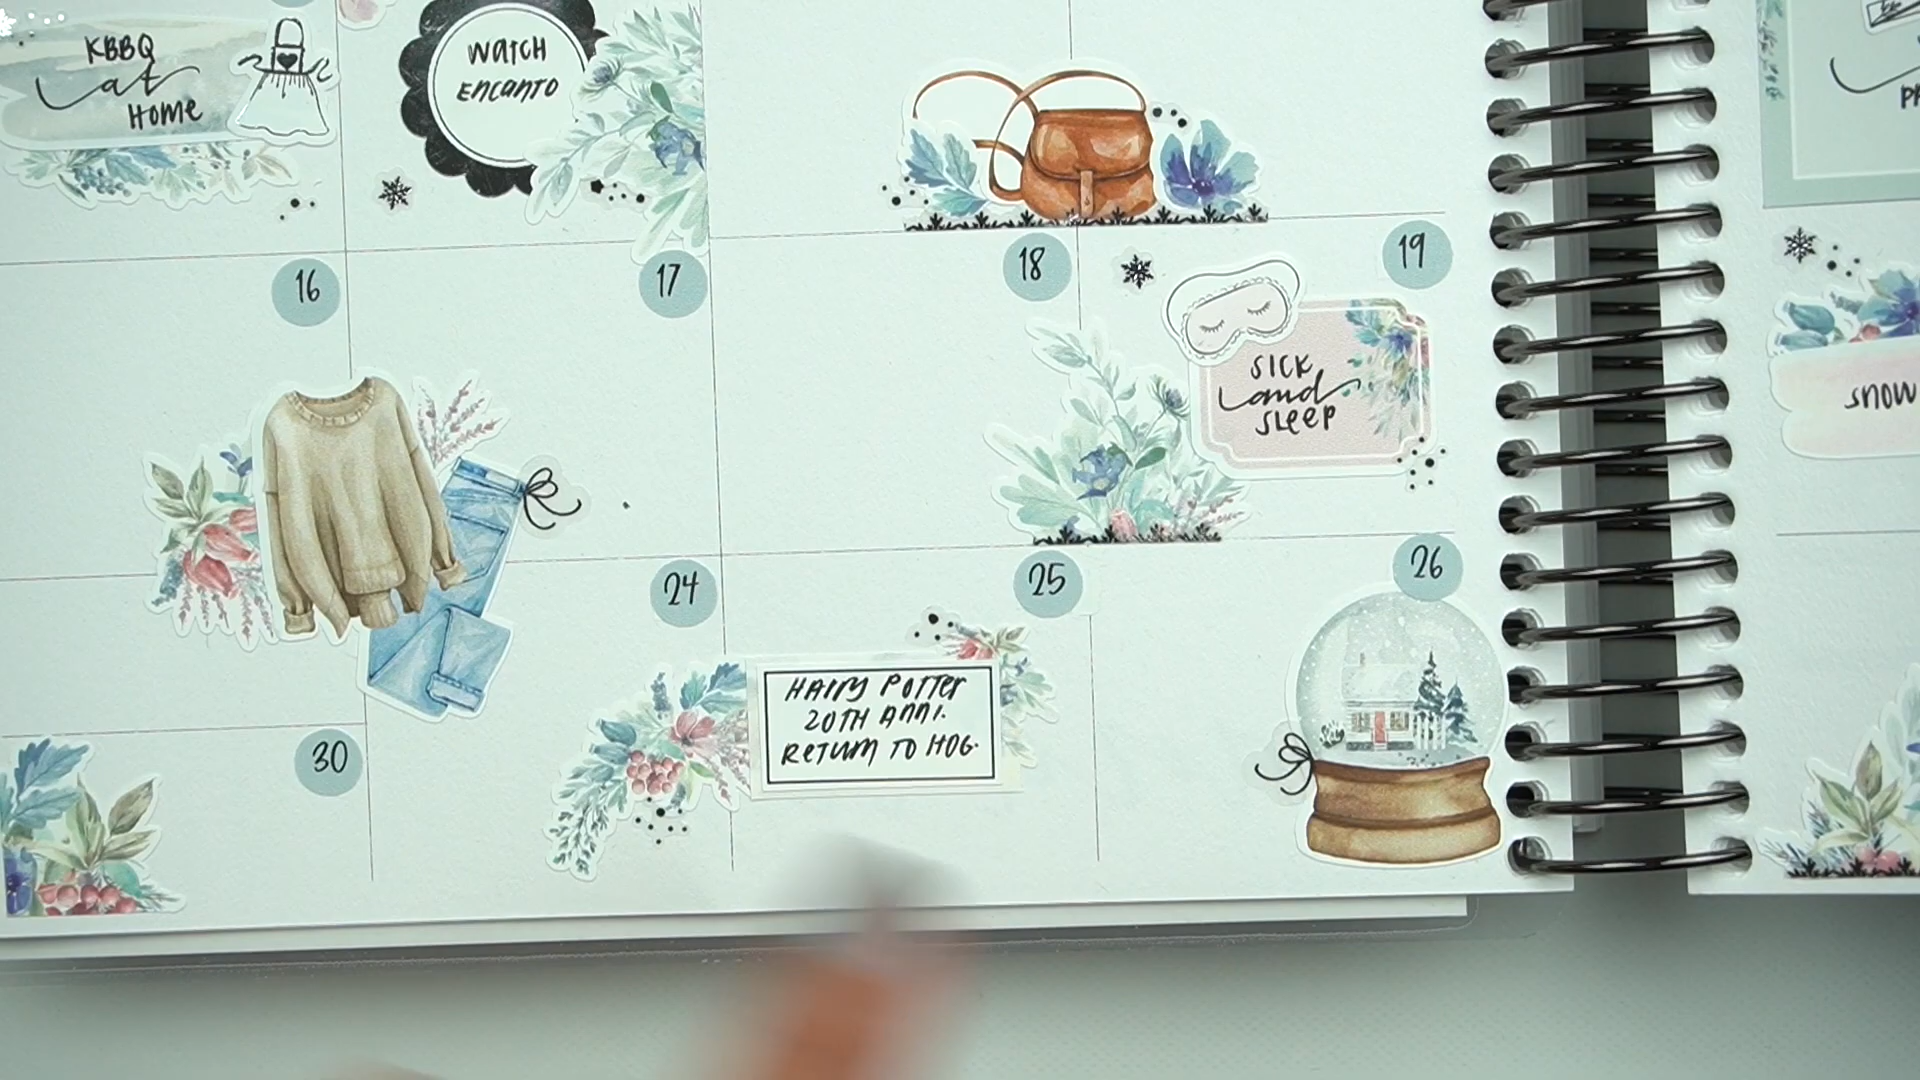 KBBQ
at
HOME
WATCH
ENCANTO
16
17
18
19
SICK
and
SLEEP
SNOW
24
25
26
HARRY POTTER
20TH ANNI.
RETURN TO HOG.
30